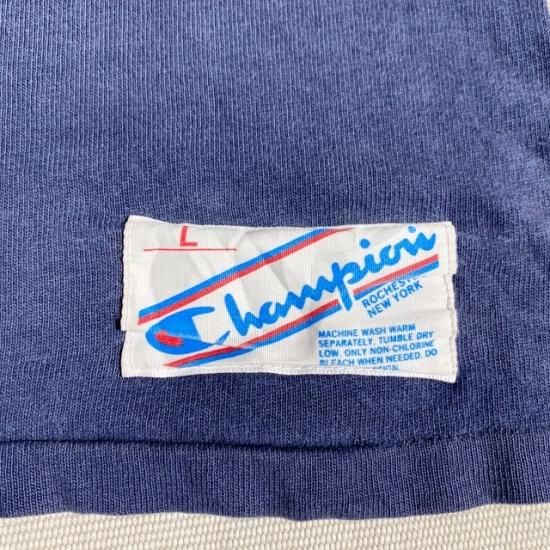 L
Champion
ROCHESTER
NEW YORK
MACHINE WASH WARM
SEPARATELY. TUMBLE DRY
LOW. ONLY NON-CHLORINE
BLEACH WHEN NEEDED. DO